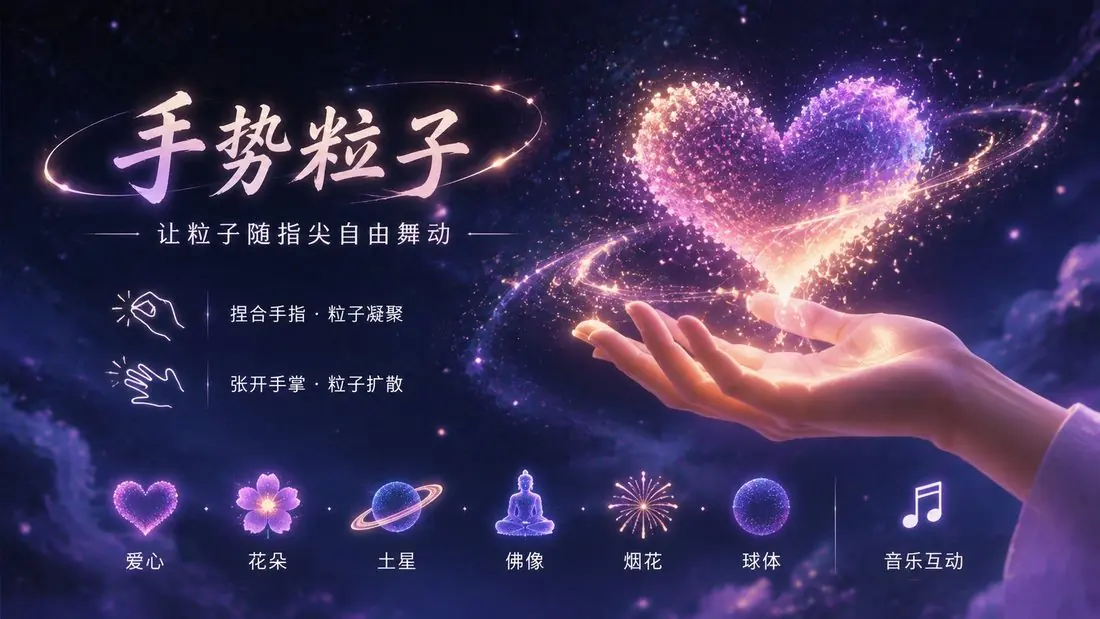 手势粒子
让粒子随指尖自由舞动
捏合手指 · 粒子凝聚
张开手掌 · 粒子扩散
爱心
花朵
土星
佛像
烟花
球体
音乐互动